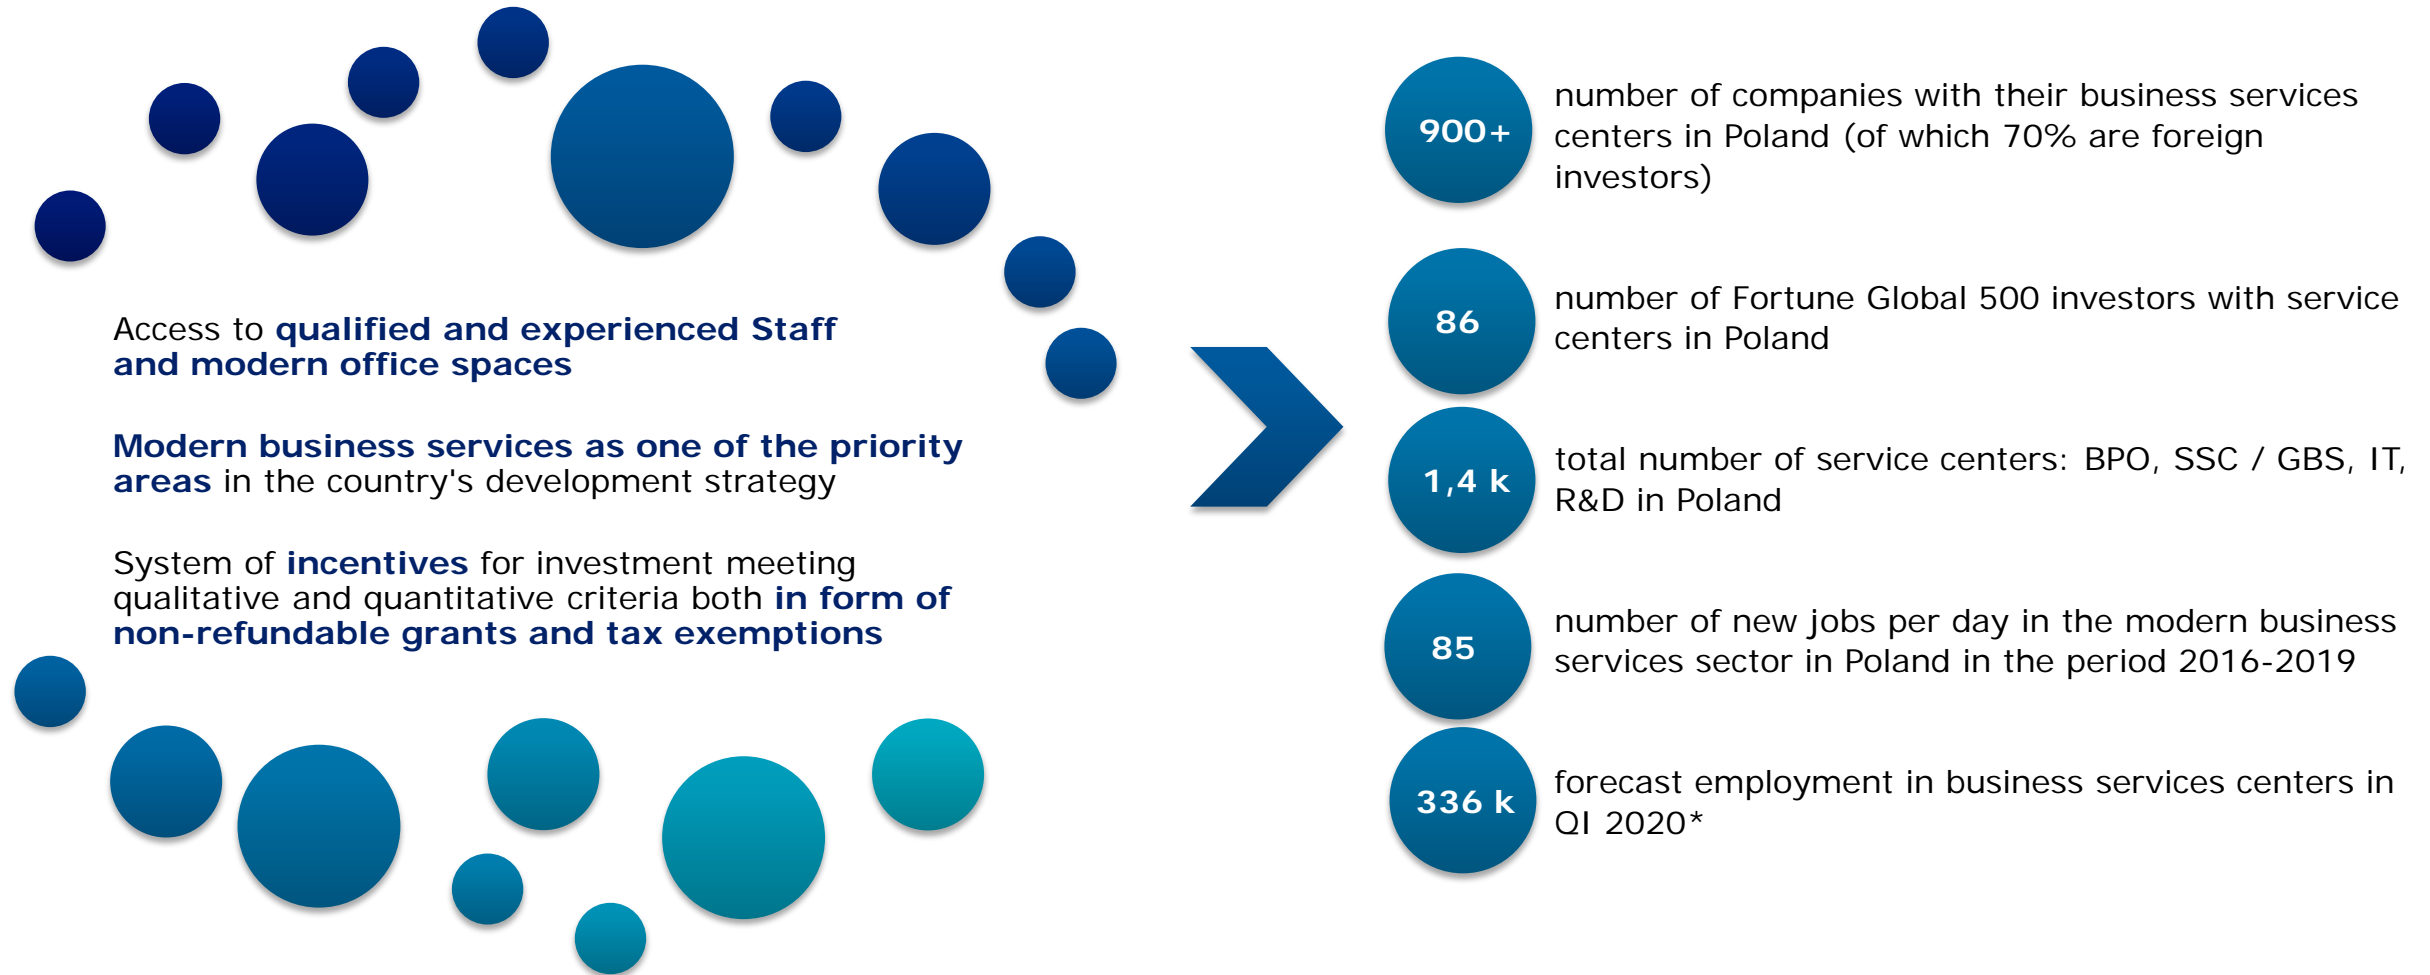 Access to qualified and experienced Staff
and modern office spaces
Modern business services as one of the priority
areas in the country's development strategy
System of incentives for investment meeting
qualitative and quantitative criteria both in form of
non-refundable grants and tax exemptions
900+
number of companies with their business services
centers in Poland (of which 70% are foreign
investors)
86
number of Fortune Global 500 investors with service
centers in Poland
1,4 k
total number of service centers: BPO, SSC / GBS, IT,
R&D in Poland
85
number of new jobs per day in the modern business
services sector in Poland in the period 2016-2019
336 k
forecast employment in business services centers in
QI 2020*